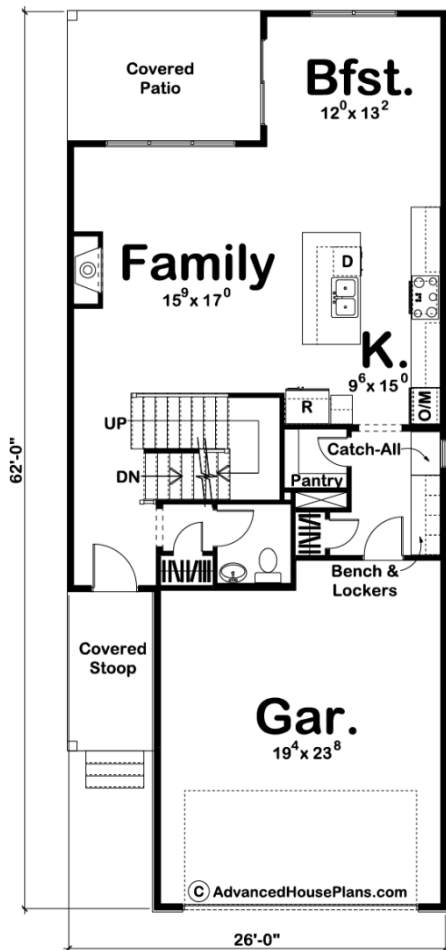 Covered
Patio
Bfst.
12⁰ x 13²
Family
15⁹ x 17⁰
D
K.
9⁶ x 15⁰
R
O/M
UP
DN
Catch-All
Pantry
Bench &
Lockers
Covered
Stoop
Gar.
19⁴ x 23⁸
© AdvancedHousePlans.com
62'-0"
26'-0"